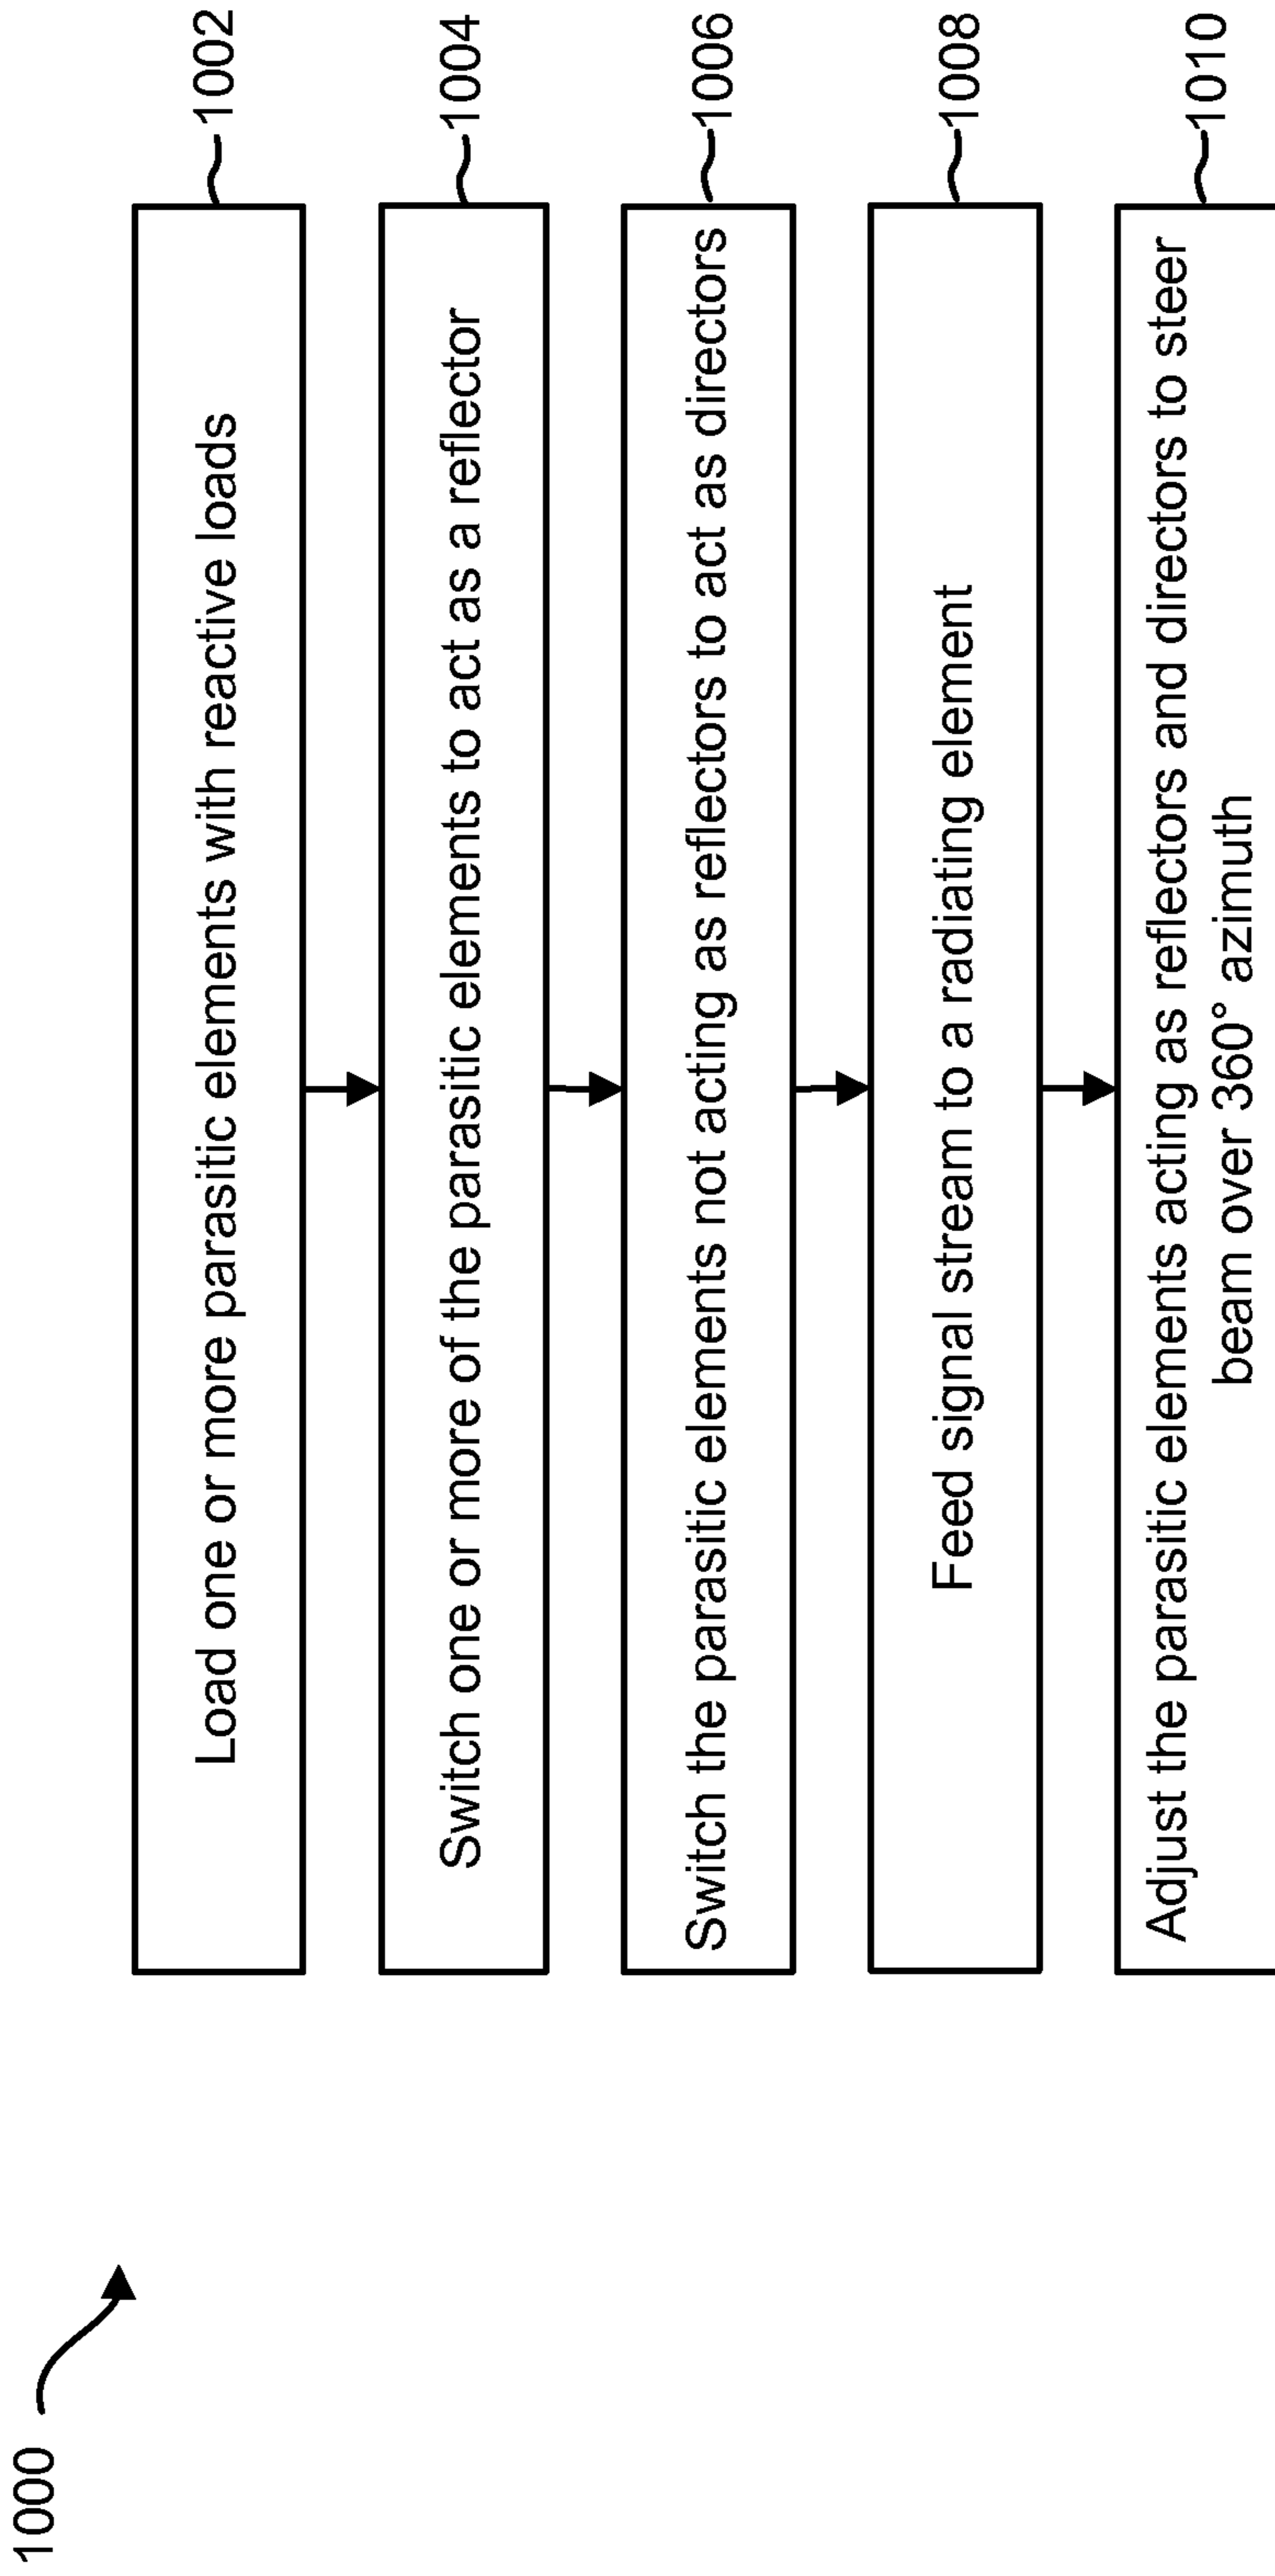 1000
Load one or more parasitic elements with reactive loads
1002
Switch one or more of the parasitic elements to act as a reflector
1004
Switch the parasitic elements not acting as reflectors to act as directors
1006
Feed signal stream to a radiating element
1008
Adjust the parasitic elements acting as reflectors and directors to steer
beam over 360° azimuth
1010